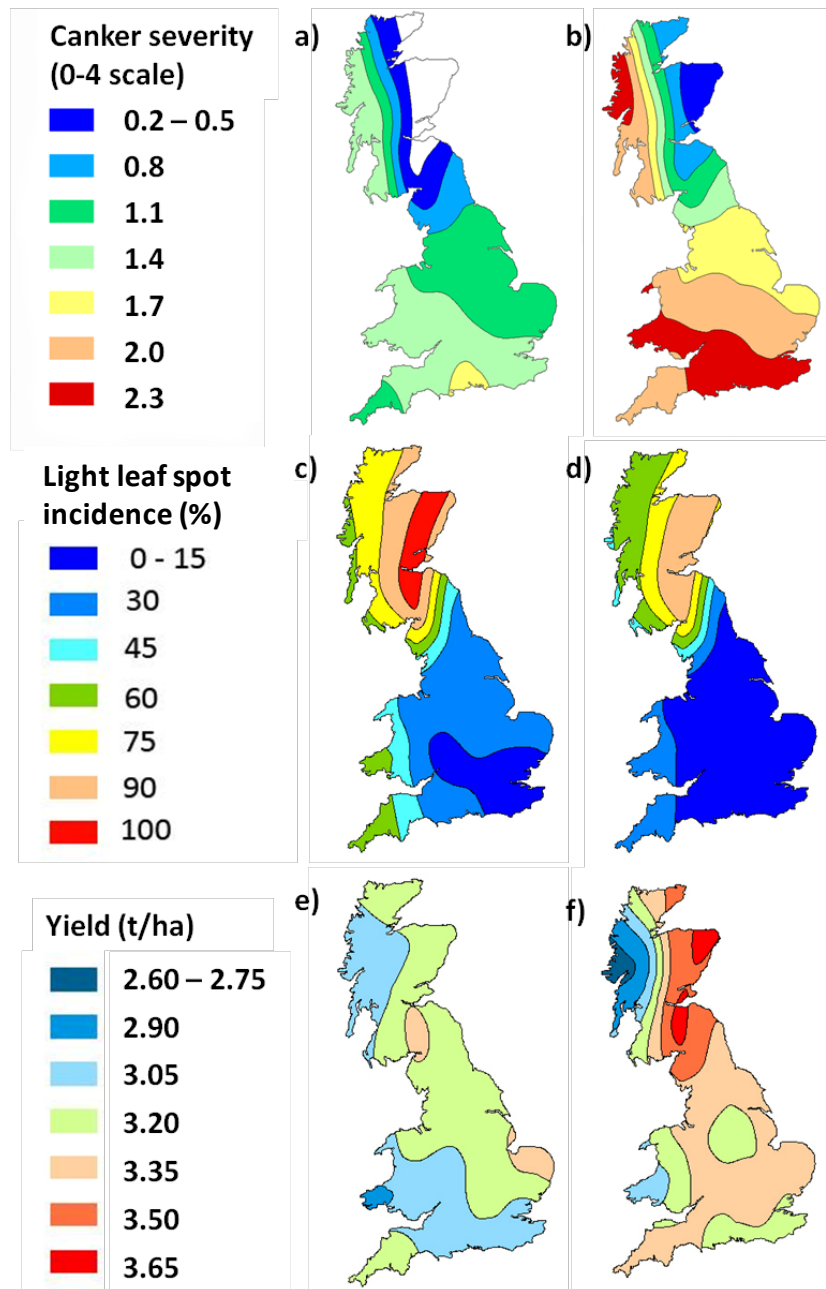 Canker severity
(0-4 scale)
0.2 – 0.5
0.8
1.1
1.4
1.7
2.0
2.3
a)
b)
Light leaf spot
incidence (%)
0 - 15
30
45
60
75
90
100
c)
d)
Yield (t/ha)
2.60 – 2.75
2.90
3.05
3.20
3.35
3.50
3.65
e)
f)